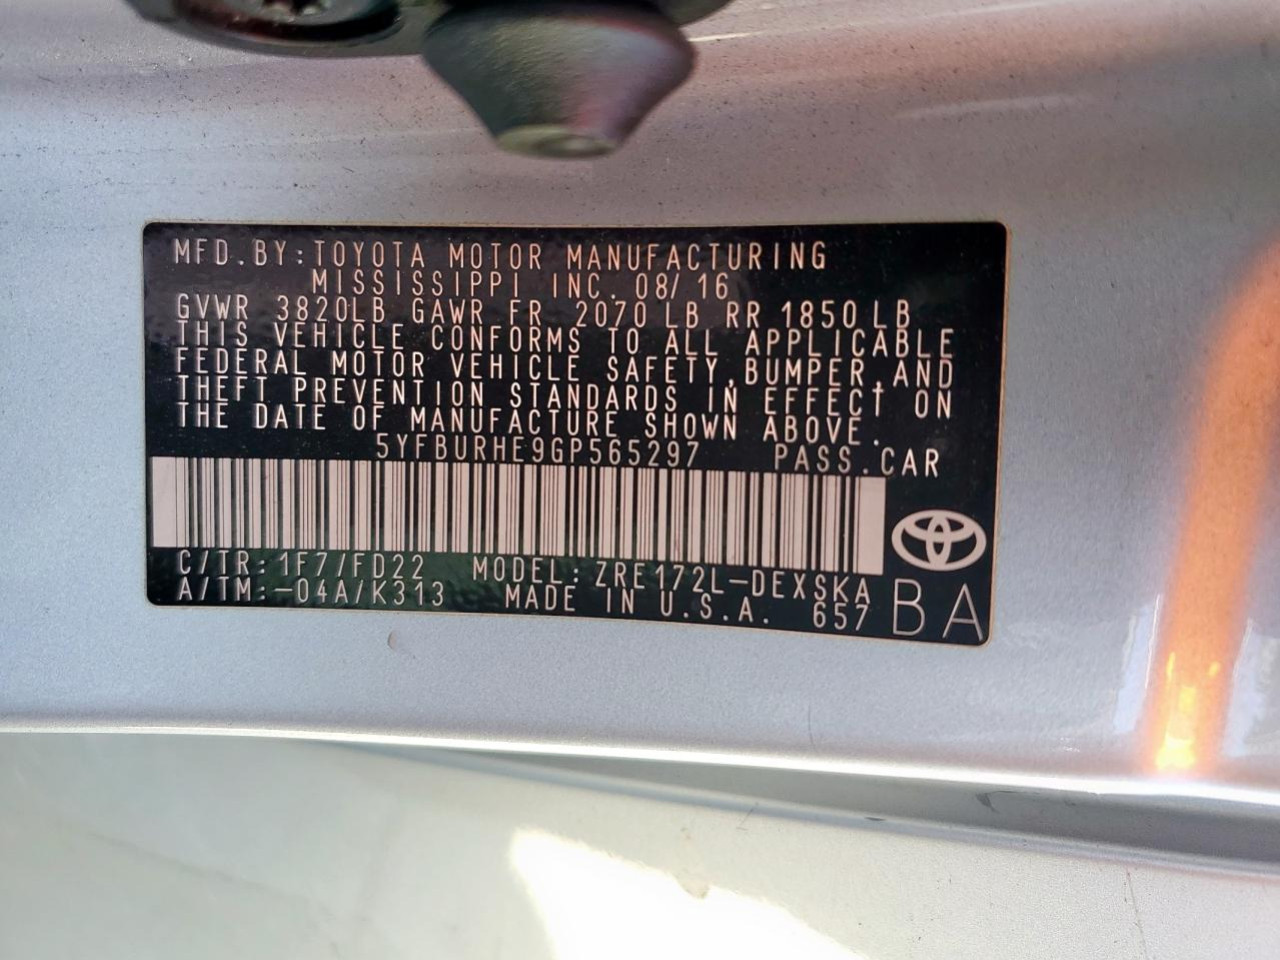 MFD.BY:TOYOTA MOTOR MANUFACTURING
MISSISSIPPI INC. 08/16
GVWR 3820LB GAWR FR 2070 LB RR 1850 LB
THIS VEHICLE CONFORMS TO ALL APPLICABLE
FEDERAL MOTOR VEHICLE SAFETY,BUMPER,AND
THEFT PREVENTION STANDARDS IN EFFECT ON
THE DATE OF MANUFACTURE SHOWN ABOVE.
5YFBURHE9GP565297 PASS.CAR
C/TR:1F7/FD22 MODEL:ZRE172L-DEXSKA
A/TM:-04A/K313 MADE IN U.S.A. 657 BA